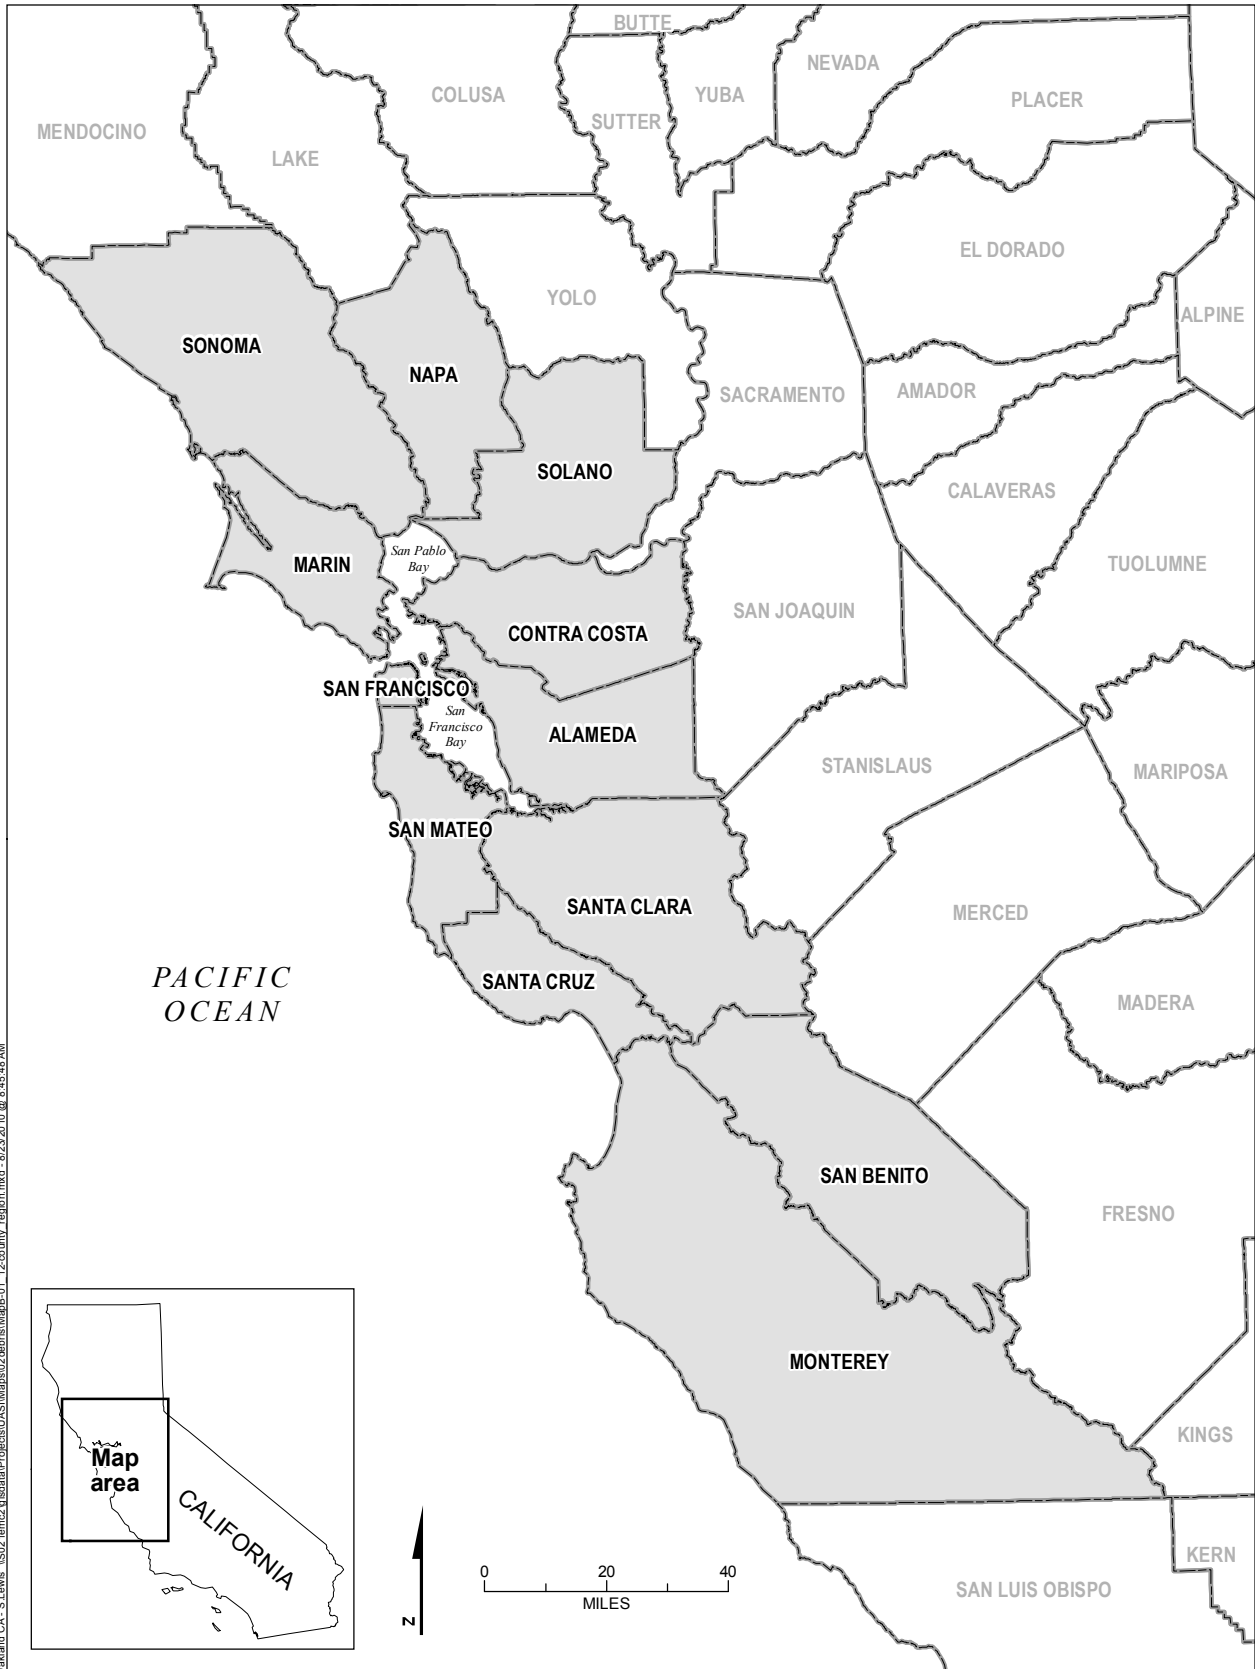 BUTTE
NEVADA
COLUSA
YUBA
PLACER
SUTTER
MENDOCINO
LAKE
EL DORADO
YOLO
ALPINE
SONOMA
NAPA
SACRAMENTO
AMADOR
SOLANO
CALAVERAS
San Pablo
Bay
MARIN
TUOLUMNE
SAN JOAQUIN
CONTRA COSTA
SAN FRANCISCO
San
Francisco
Bay
ALAMEDA
STANISLAUS
MARIPOSA
SAN MATEO
SANTA CLARA
MERCED
PACIFIC
OCEAN
SANTA CRUZ
MADERA
SAN BENITO
FRESNO
MONTEREY
KINGS
Map
area
CALIFORNIA
KERN
SAN LUIS OBISPO
0 20 40
MILES
N